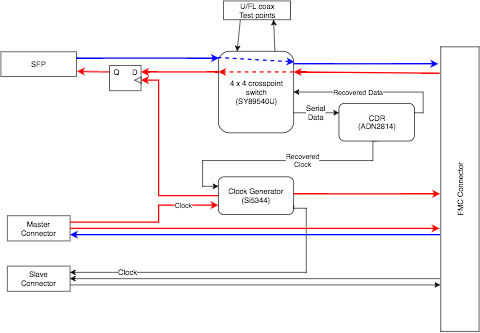 U/FL coax
Test points
SFP
Q D
4 x 4 crosspoint
switch
(SY89540U)
Recovered Data
Serial
Data
CDR
(ADN2814)
Recovered
Clock
Clock Generator
(Si5344)
Clock
FMC Connector
Master
Connector
Slave
Connector
Clock